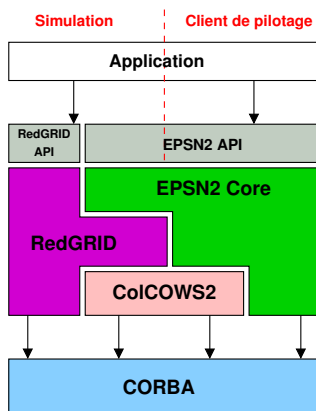 Simulation
Client de pilotage
Application
RedGRID
API
EPSN2 API
EPSN2 Core
RedGRID
ColCOWS2
CORBA